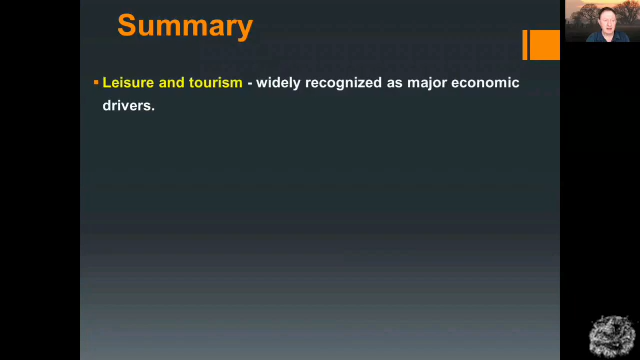 Summary
Leisure and tourism - widely recognized as major economic
drivers.